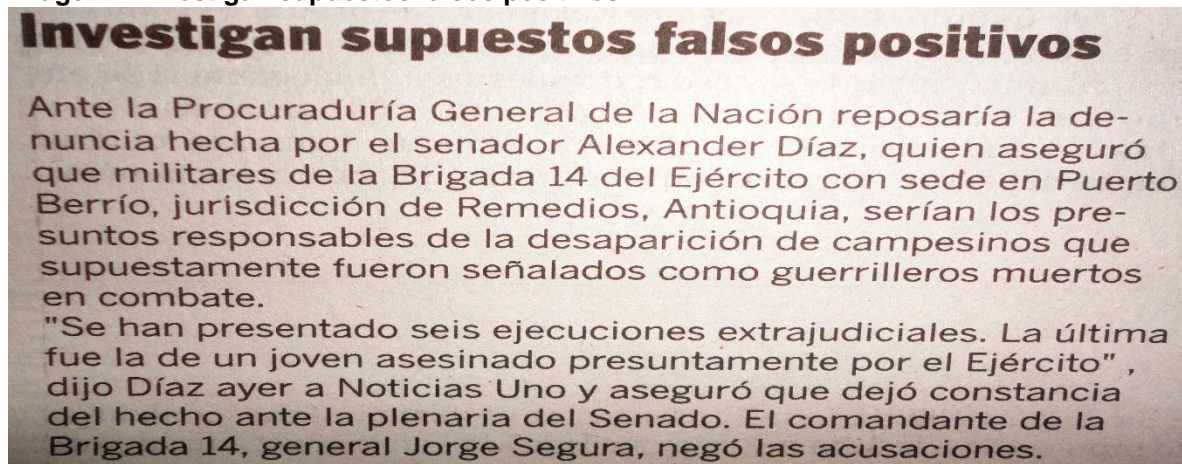 Investigan supuestos falsos positivos
Ante la Procuraduría General de la Nación reposaría la de-
nuncia hecha por el senador Alexander Díaz, quien aseguró
que militares de la Brigada 14 del Ejército con sede en Puerto
Berrío, jurisdicción de Remedios, Antioquia, serían los pre-
suntos responsables de la desaparición de campesinos que
supuestamente fueron señalados como guerrilleros muertos
en combate.
"Se han presentado seis ejecuciones extrajudiciales. La última
fue la de un joven asesinado presuntamente por el Ejército",
dijo Díaz ayer a Noticias Uno y aseguró que dejó constancia
del hecho ante la plenaria del Senado. El comandante de la
Brigada 14, general Jorge Segura, negó las acusaciones.